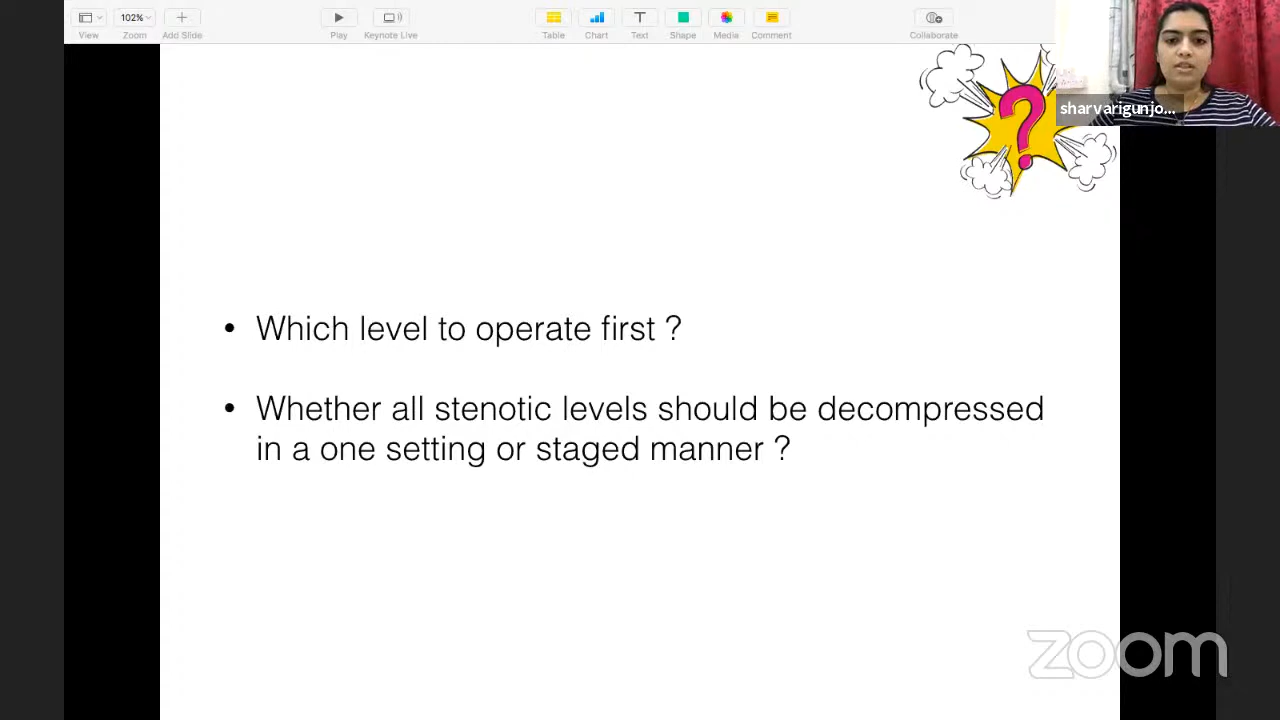 102%
View
Zoom
Add Slide
Play
Keynote Live
Table
Chart
Text
Shape
Media
Comment
Collaborate
sharvarigunjo...
?
• Which level to operate first ?
• Whether all stenotic levels should be decompressed
in a one setting or staged manner ?
zoom